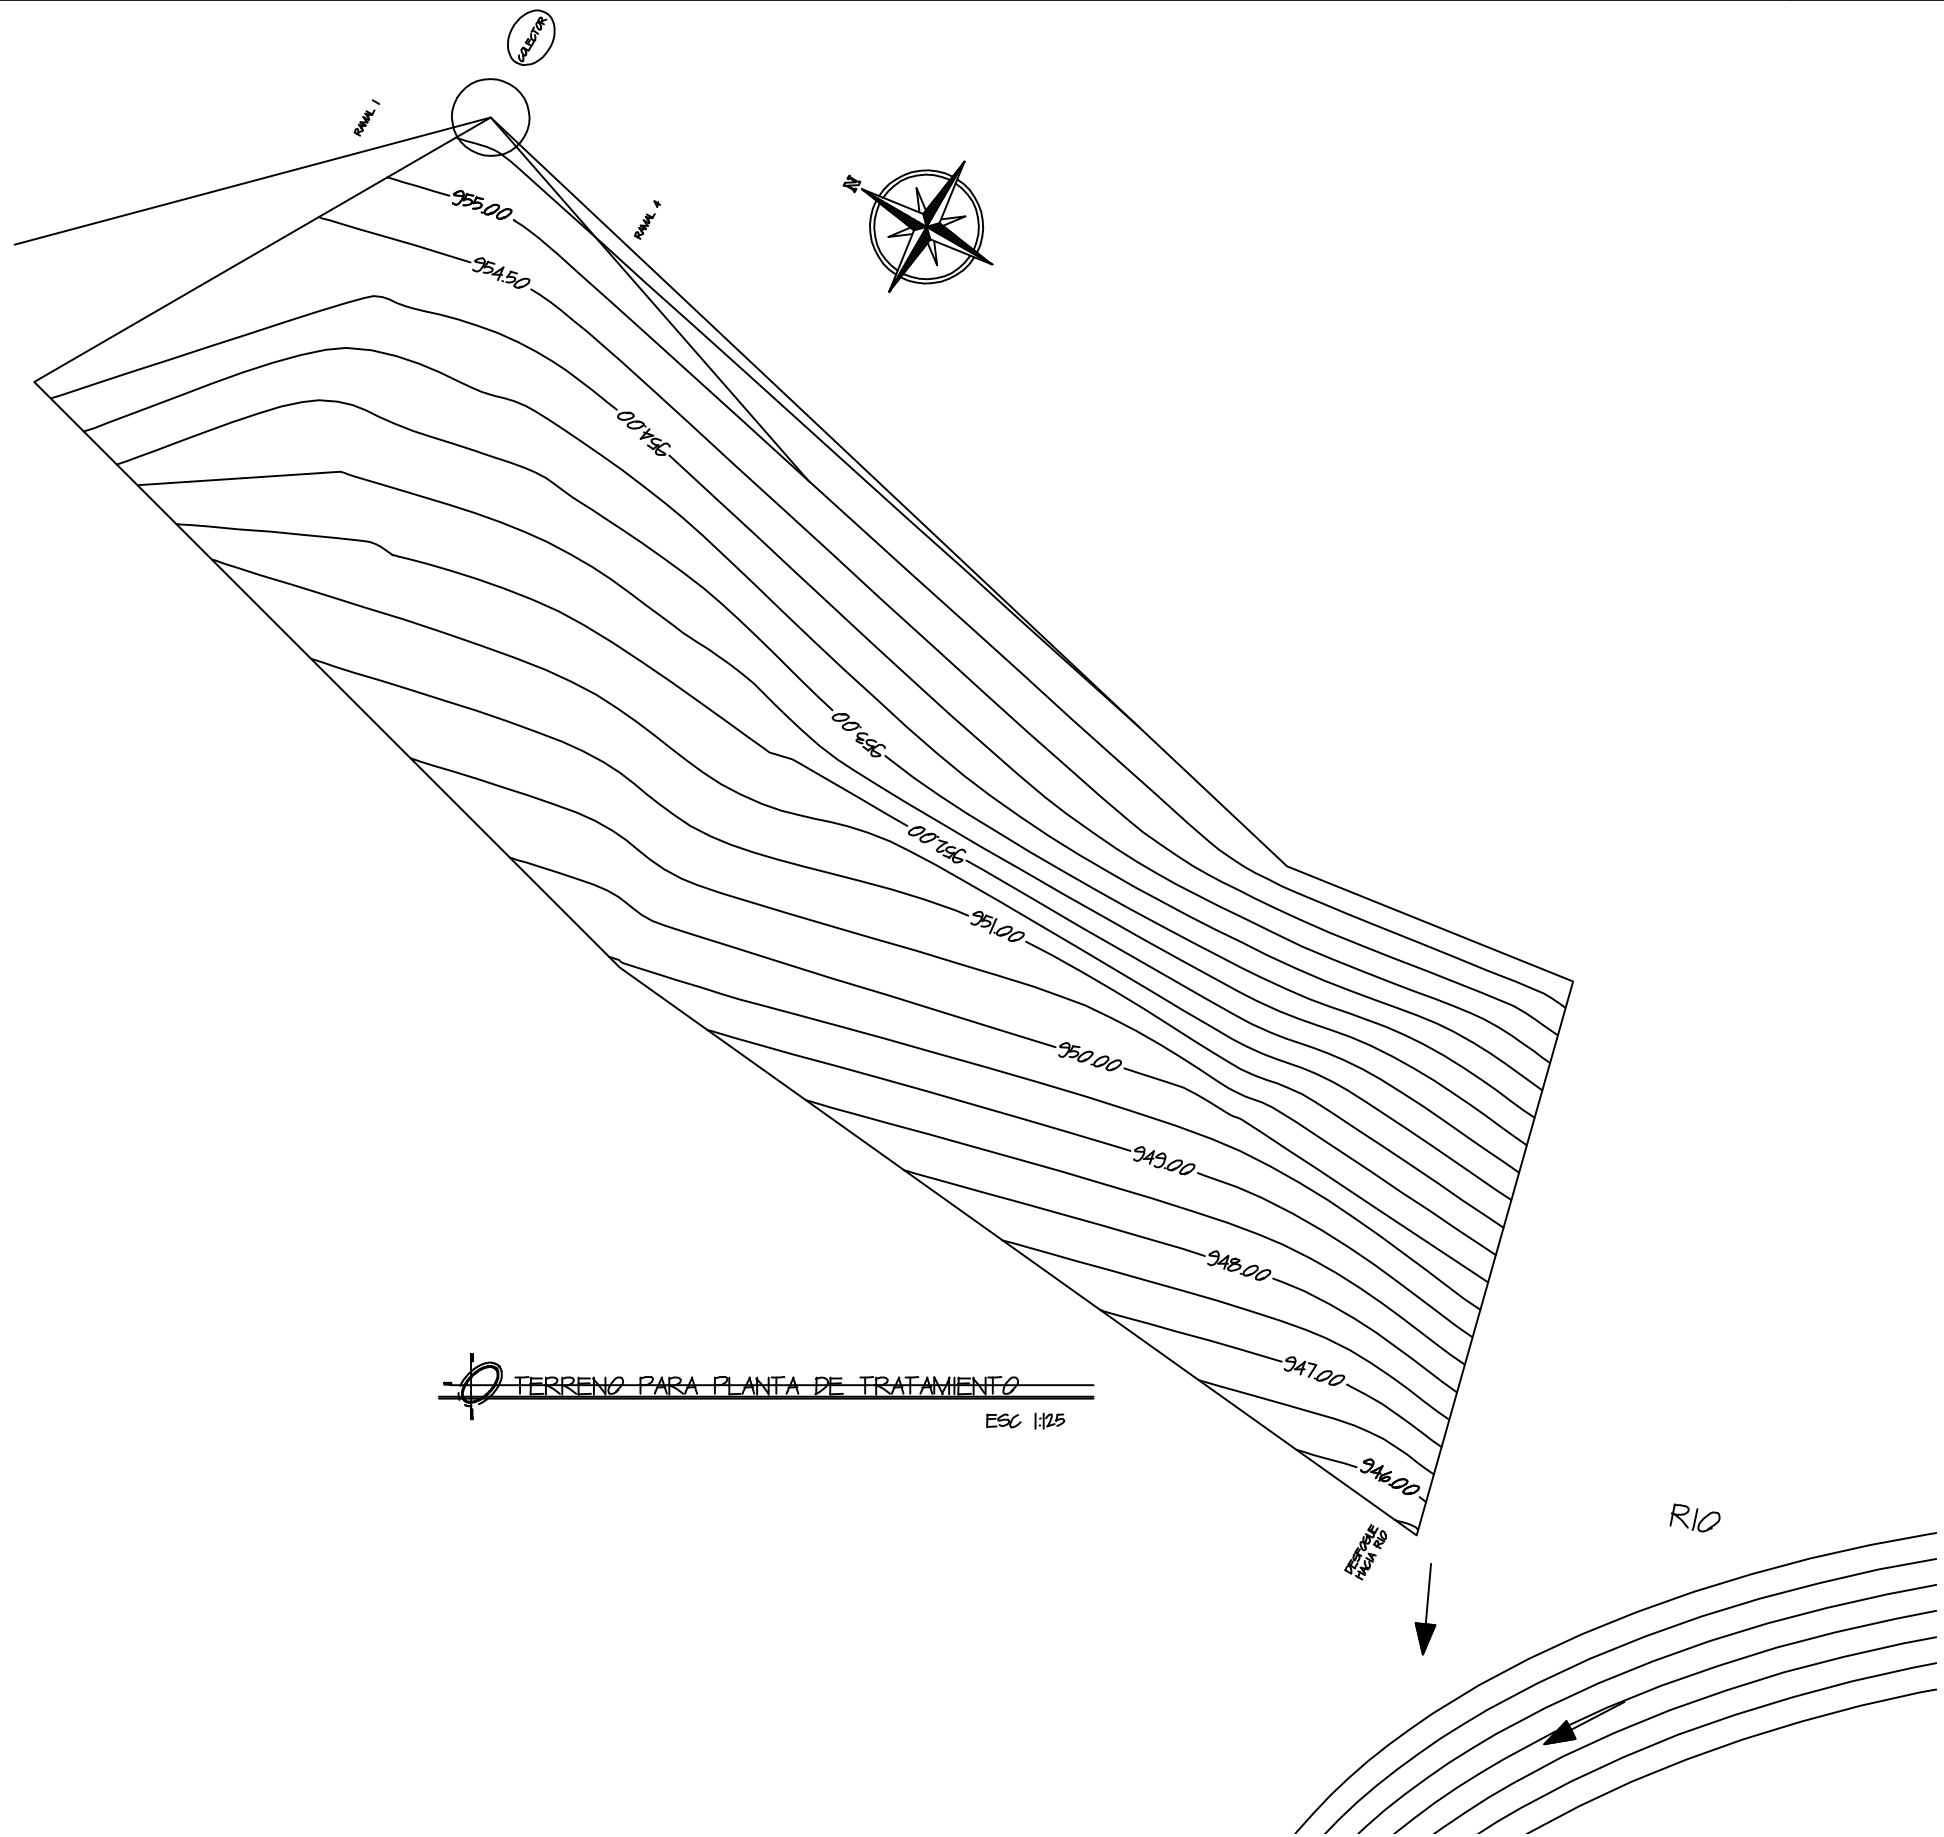 COLECTOR
RAMAL 1
N
RAMAL 4
955.00
954.50
954.00
953.00
952.00
951.00
950.00
949.00
948.00
947.00
946.00
TERRENO PARA PLANTA DE TRATAMIENTO
ESC 1:125
RIO
DESFOGUE
HACIA RIO